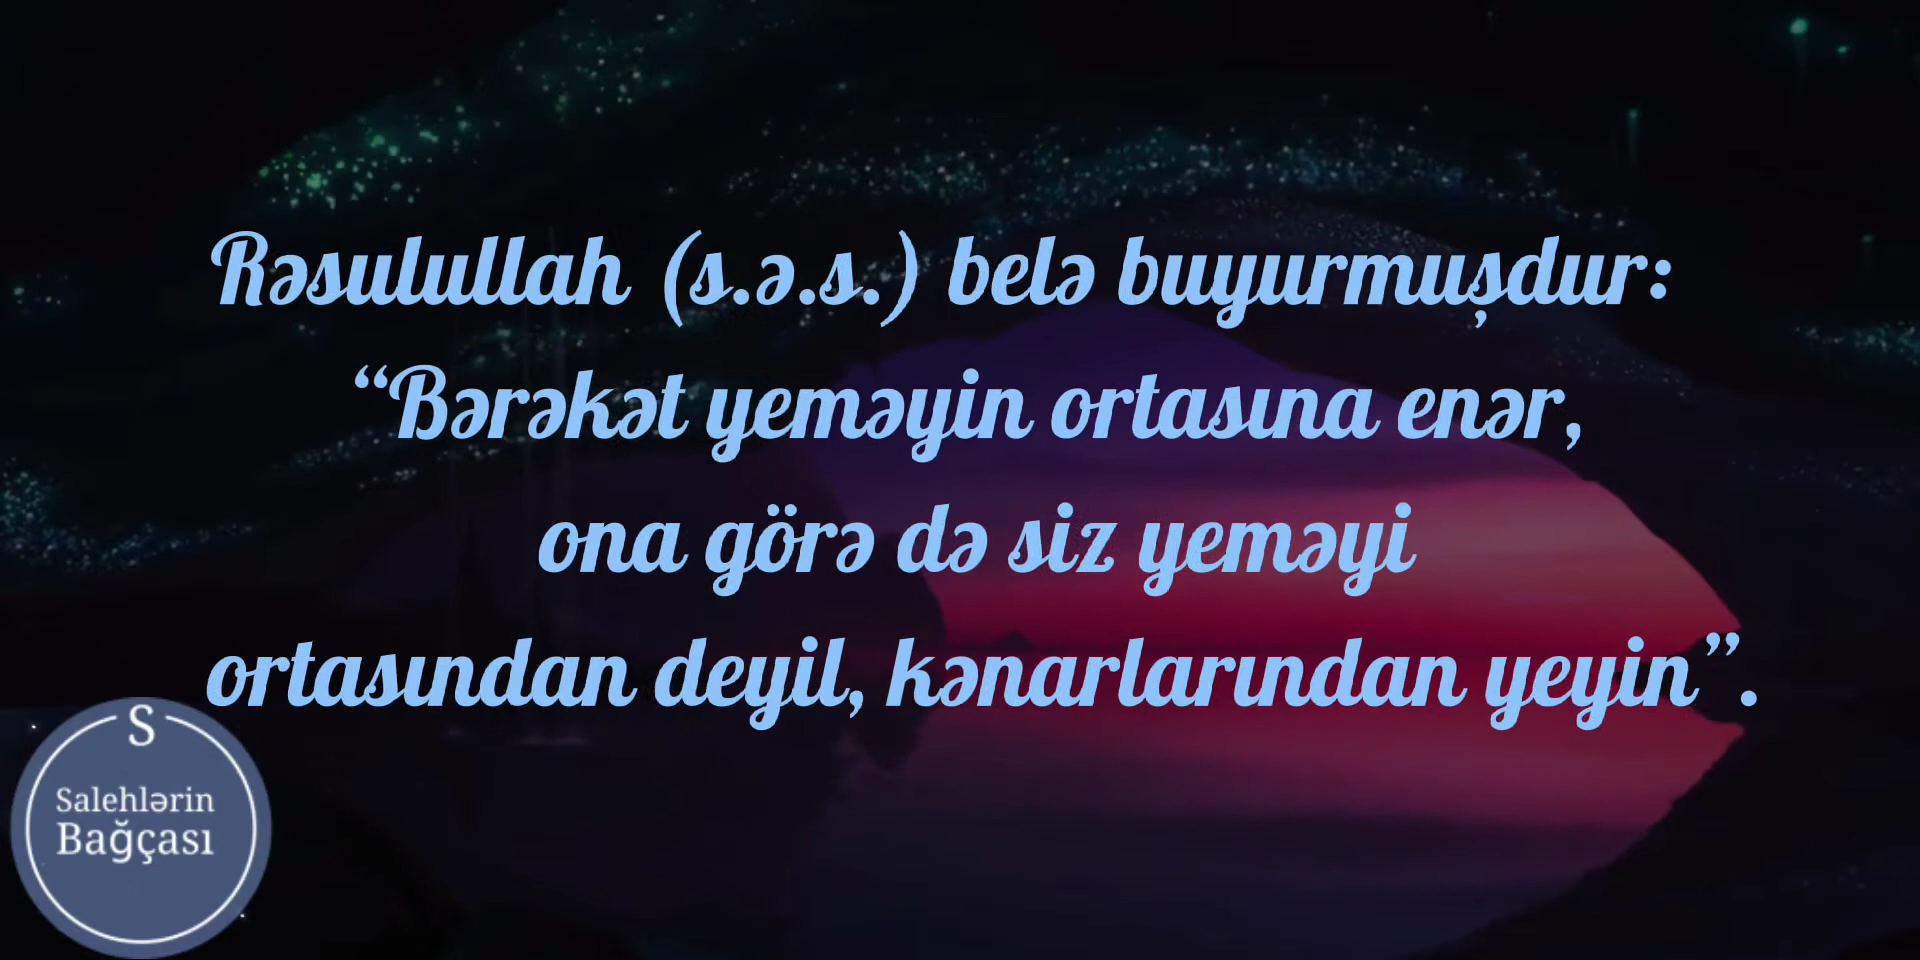 Rəsulullah (s.ə.s.) belə buyurmuşdur:
“Bərəkət yeməyin ortasına enər,
ona görə də siz yeməyi
ortasından deyil, kənarlarından yeyin”.
S
Salehlərin
Bağçası